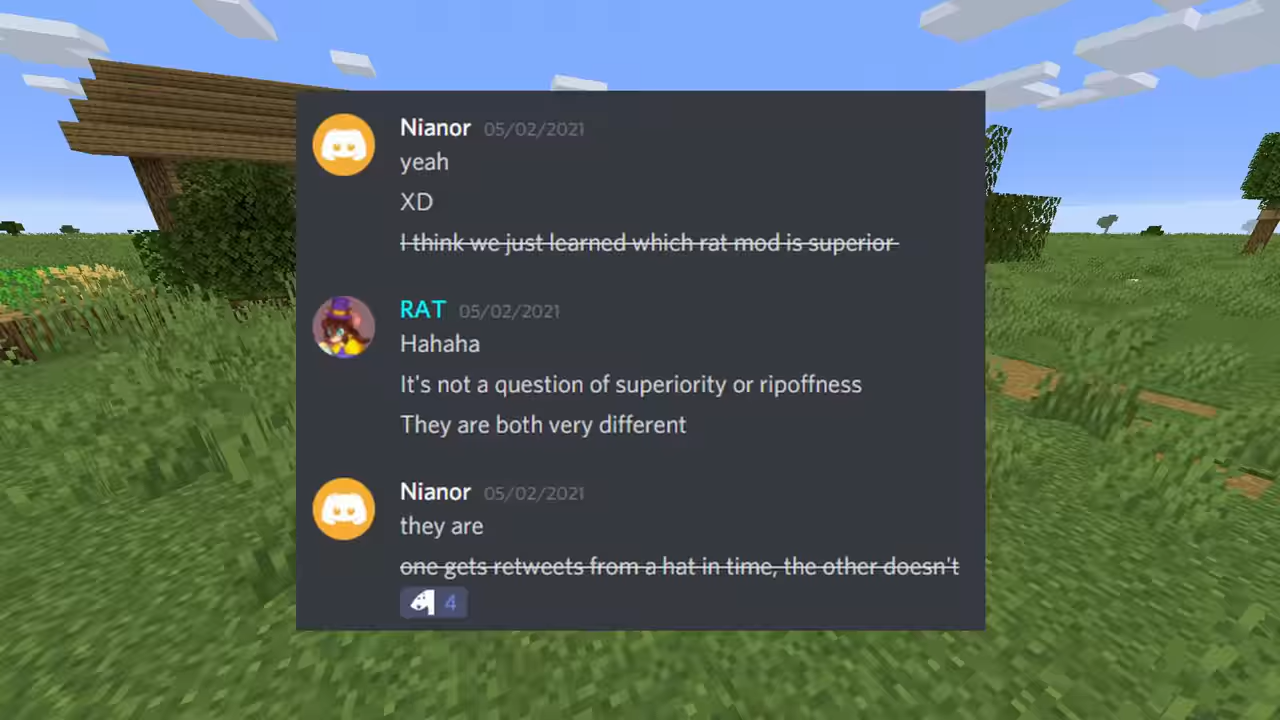 Nianor 05/02/2021
yeah
XD
I think we just learned which rat mod is superior
RAT 05/02/2021
Hahaha
It's not a question of superiority or ripoffness
They are both very different
Nianor 05/02/2021
they are
one gets retweets from a hat in time, the other doesn't
4